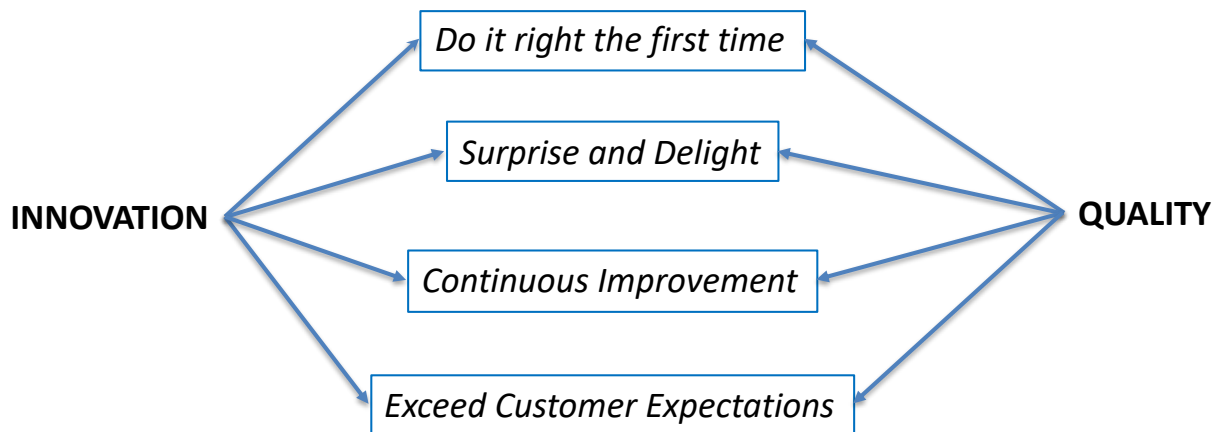 Do it right the first time
Surprise and Delight
INNOVATION
QUALITY
Continuous Improvement
Exceed Customer Expectations